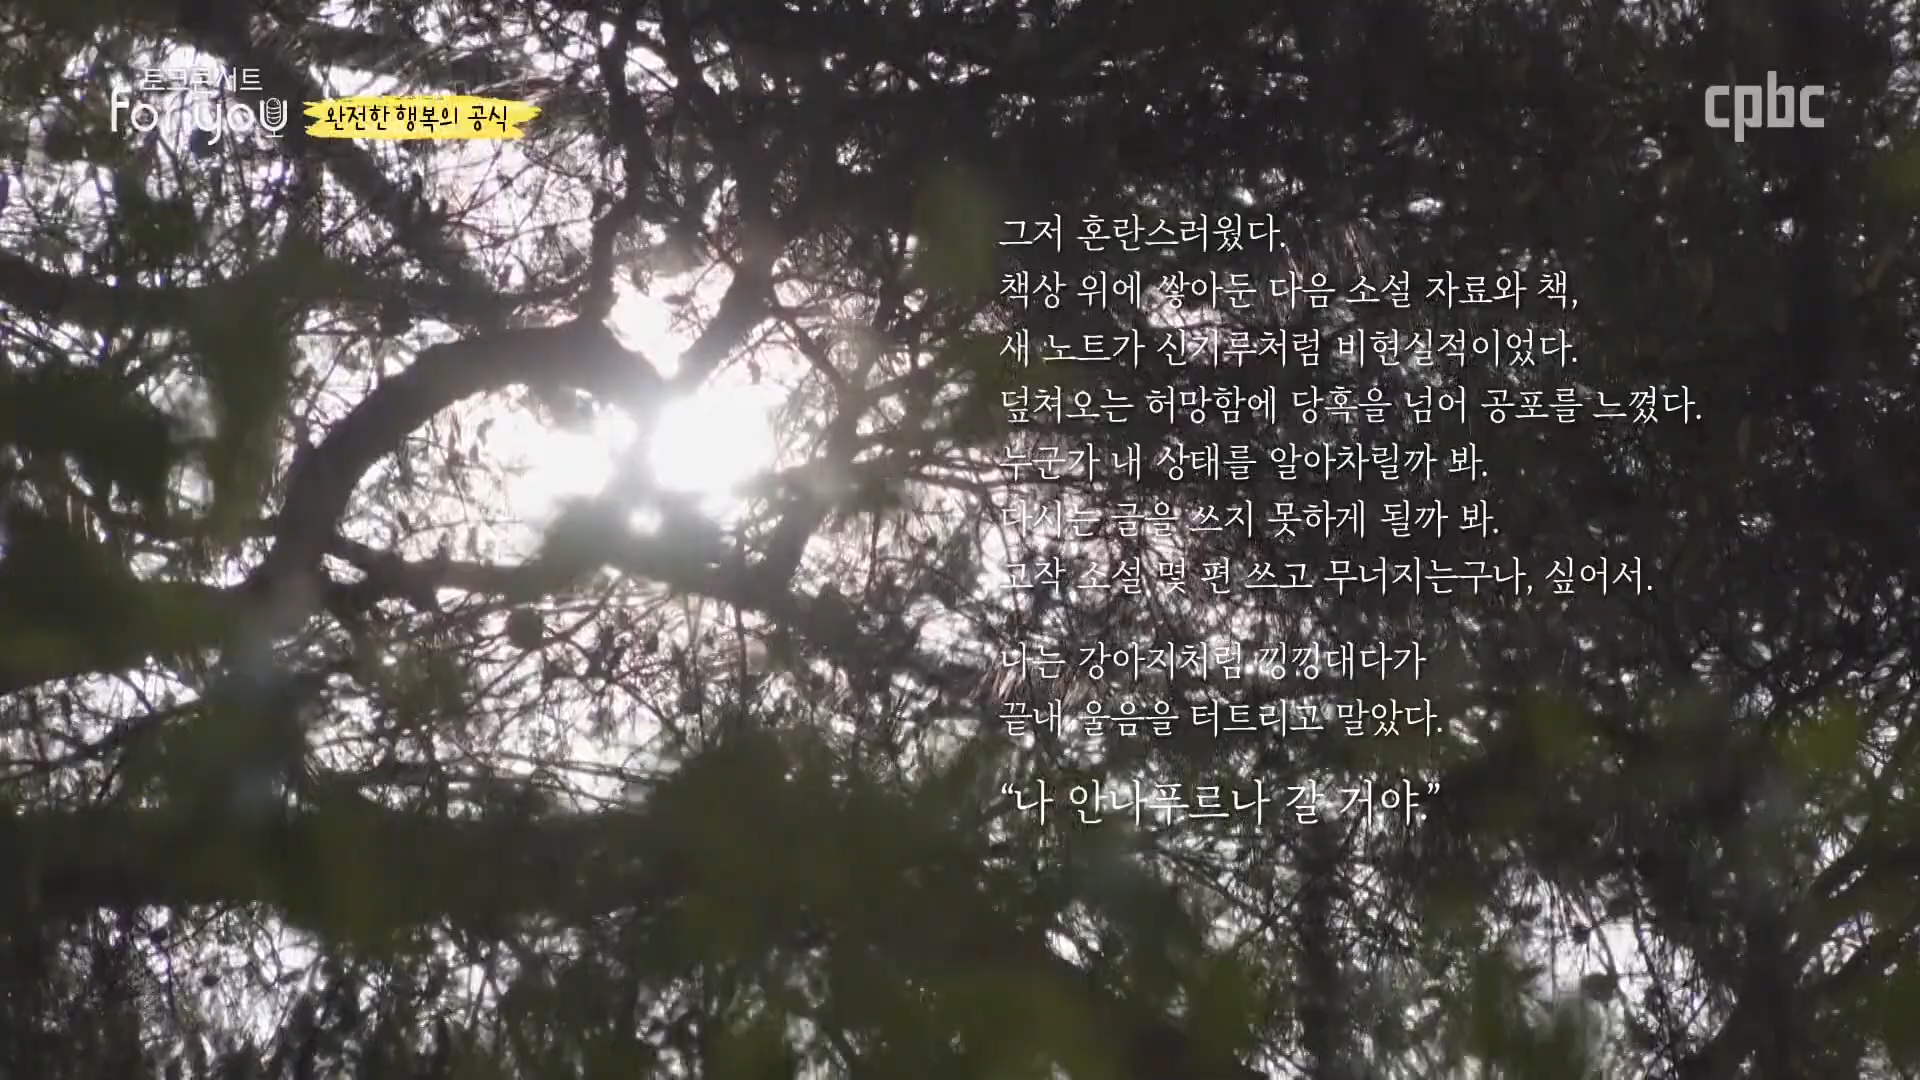 토크콘서트
for you
완전한 행복의 공식
cpbc
그저 혼란스러웠다.
책상 위에 쌓아둔 다음 소설 자료와 책,
새 노트가 신기루처럼 비현실적이었다.
덮쳐오는 허망함에 당혹을 넘어 공포를 느꼈다.
누군가 내 상태를 알아차릴까 봐.
다시는 글을 쓰지 못하게 될까 봐.
고작 소설 몇 편 쓰고 무너지는구나, 싶어서.
나는 강아지처럼 낑낑대다가
끝내 울음을 터트리고 말았다.
“나 안나푸르나 갈 거야.”